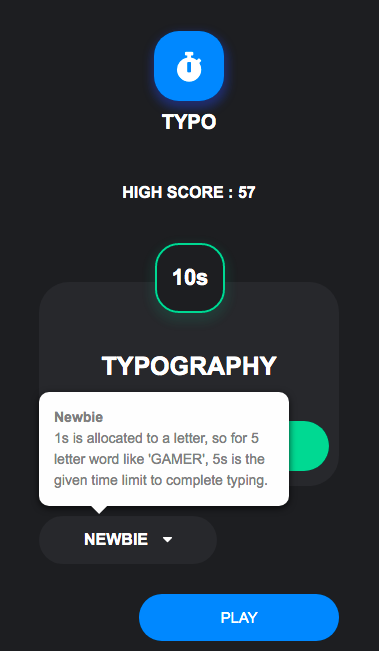 TYPO
HIGH SCORE : 57
10s
TYPOGRAPHY
Newbie
1s is allocated to a letter, so for 5
letter word like 'GAMER', 5s is the
given time limit to complete typing.
NEWBIE
PLAY